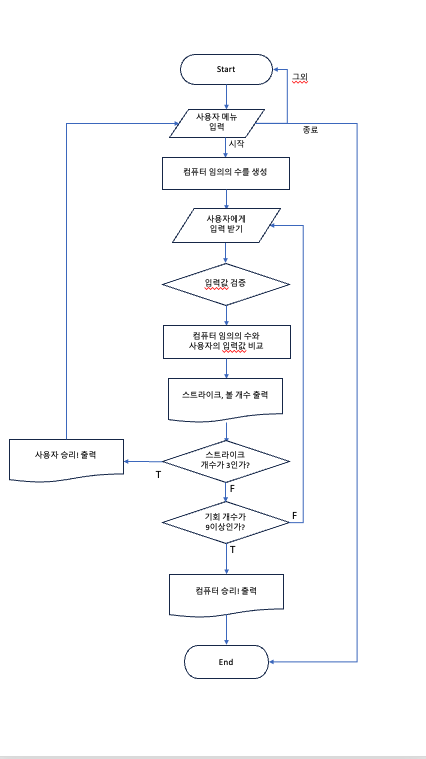 Start
그외
사용자 메뉴
입력
종료
시작
컴퓨터 임의의 수를 생성
사용자에게
입력 받기
입력값 검증
컴퓨터 임의의 수와
사용자의 입력값 비교
스트라이크, 볼 개수 출력
사용자 승리! 출력
스트라이크
개수가 3인가?
T
F
기회 개수가
9이상인가?
F
T
컴퓨터 승리! 출력
End